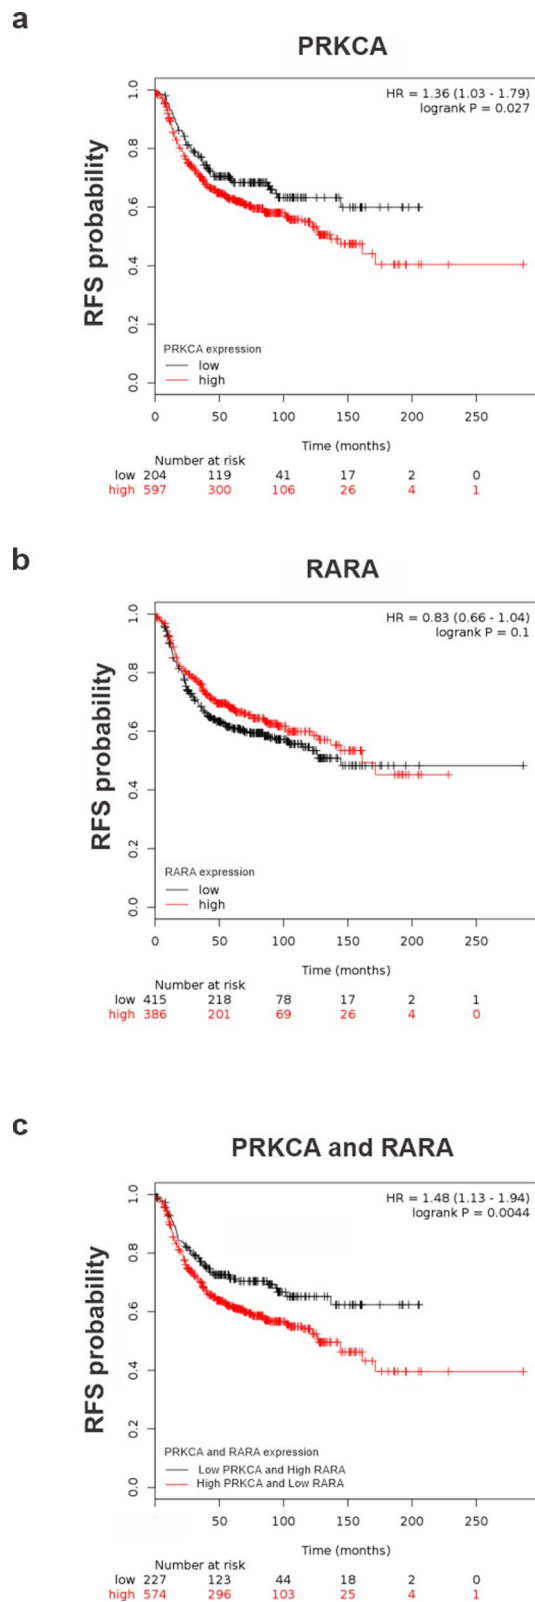 a
PRKCA
HR = 1.36 (1.03 - 1.79)
logrank P = 0.027
RFS probability
1.0
0.8
0.6
0.4
0.2
0.0
PRKCA expression
low
high
0 50 100 150 200 250
Time (months)
Number at risk
low 204 119 41 17 2 0
high 597 300 106 26 4 1
b
RARA
HR = 0.83 (0.66 - 1.04)
logrank P = 0.1
RFS probability
1.0
0.8
0.6
0.4
0.2
0.0
RARA expression
low
high
0 50 100 150 200 250
Time (months)
Number at risk
low 415 218 78 17 2 1
high 386 201 69 26 4 0
c
PRKCA and RARA
HR = 1.48 (1.13 - 1.94)
logrank P = 0.0044
RFS probability
1.0
0.8
0.6
0.4
0.2
0.0
PRKCA and RARA expression
Low PRKCA and High RARA
High PRKCA and Low RARA
50 100 150 200 250
Time (months)
Number at risk
low 227 123 44 18 2 0
high 574 296 103 25 4 1